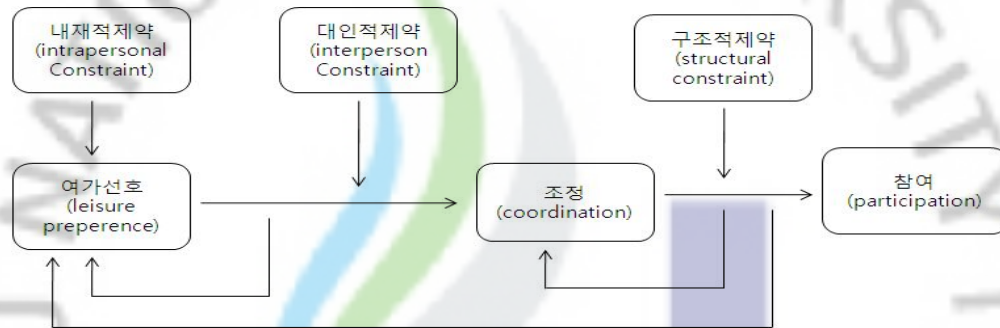 내재적제약
(intrapersonal
Constraint)
대인적제약
(interperson
Constraint)
구조적제약
(structural
constraint)
여가선호
(leisure
preperence)
조정
(coordination)
참여
(participation)